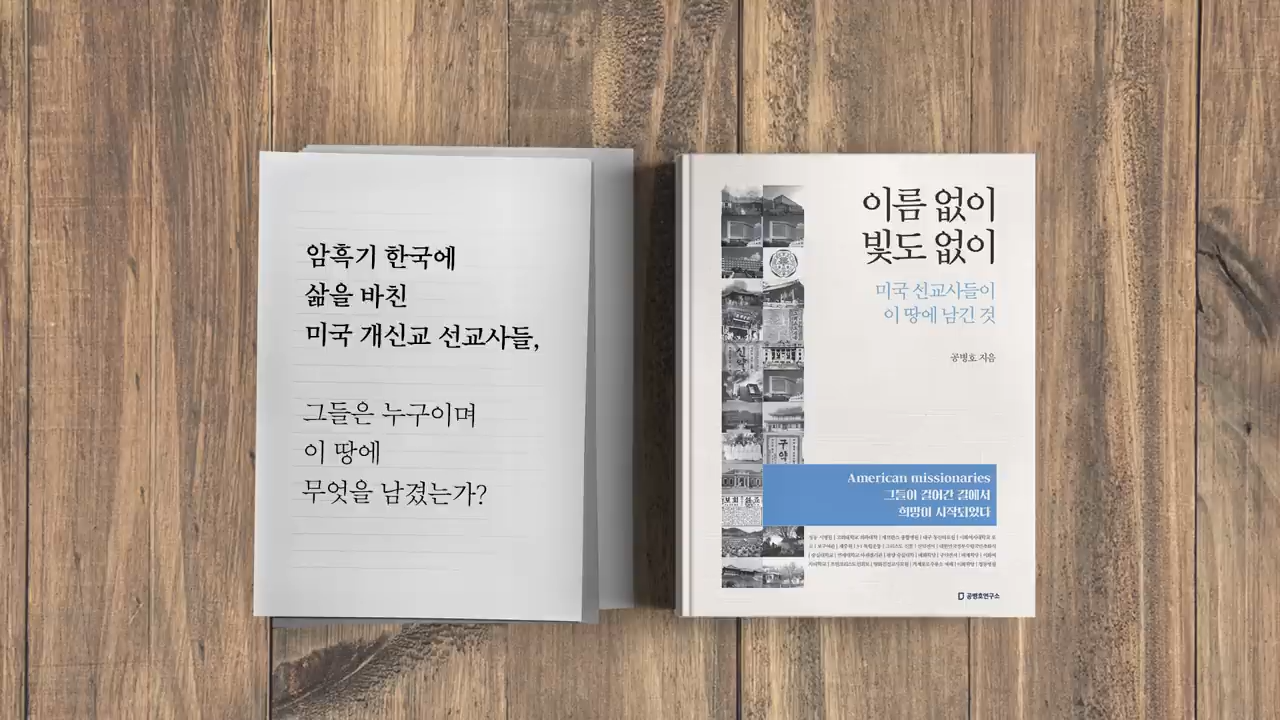 암흑기 한국에
삶을 바친
미국 개신교 선교사들,
그들은 누구이며
이 땅에
무엇을 남겼는가?
이름 없이
빛도 없이
미국 선교사들이
이 땅에 남긴 것
공병호 지음
구약
American missionaries
그들이 걸어간 길에서
희망이 시작되었다
공병호연구소